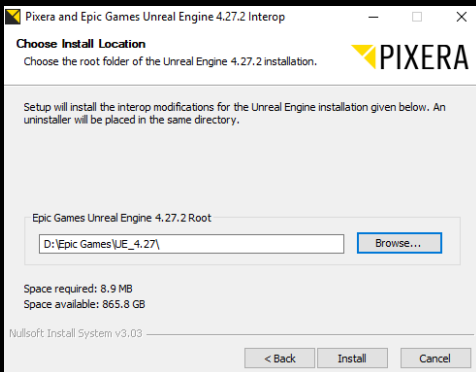 Pixera and Epic Games Unreal Engine 4.27.2 Interop
Choose Install Location
Choose the root folder of the Unreal Engine 4.27.2 installation.
PIXERA
Setup will install the interop modifications for the Unreal Engine installation given below. An
uninstaller will be placed in the same directory.
Epic Games Unreal Engine 4.27.2 Root
D:\Epic Games\UE_4.27\
Browse...
Space required: 8.9 MB
Space available: 865.8 GB
Nullsoft Install System v3.03
< Back Install Cancel